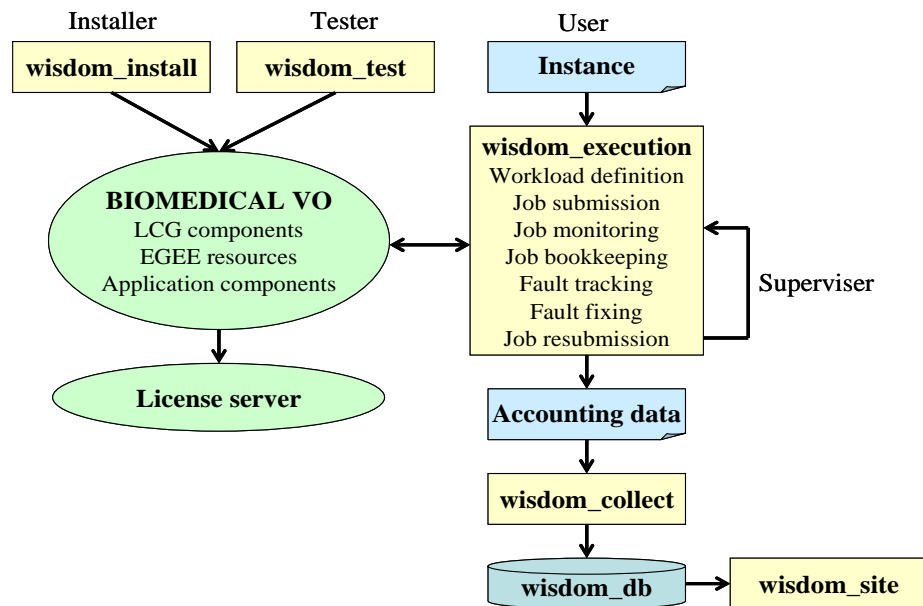 Installer
Tester
User
wisdom_install
wisdom_test
Instance
wisdom_execution
Workload definition
Job submission
Job monitoring
Job bookkeeping
Fault tracking
Fault fixing
Job resubmission
BIOMEDICAL VO
LCG components
EGEE resources
Application components
Superviser
License server
Accounting data
wisdom_collect
wisdom_db
wisdom_site